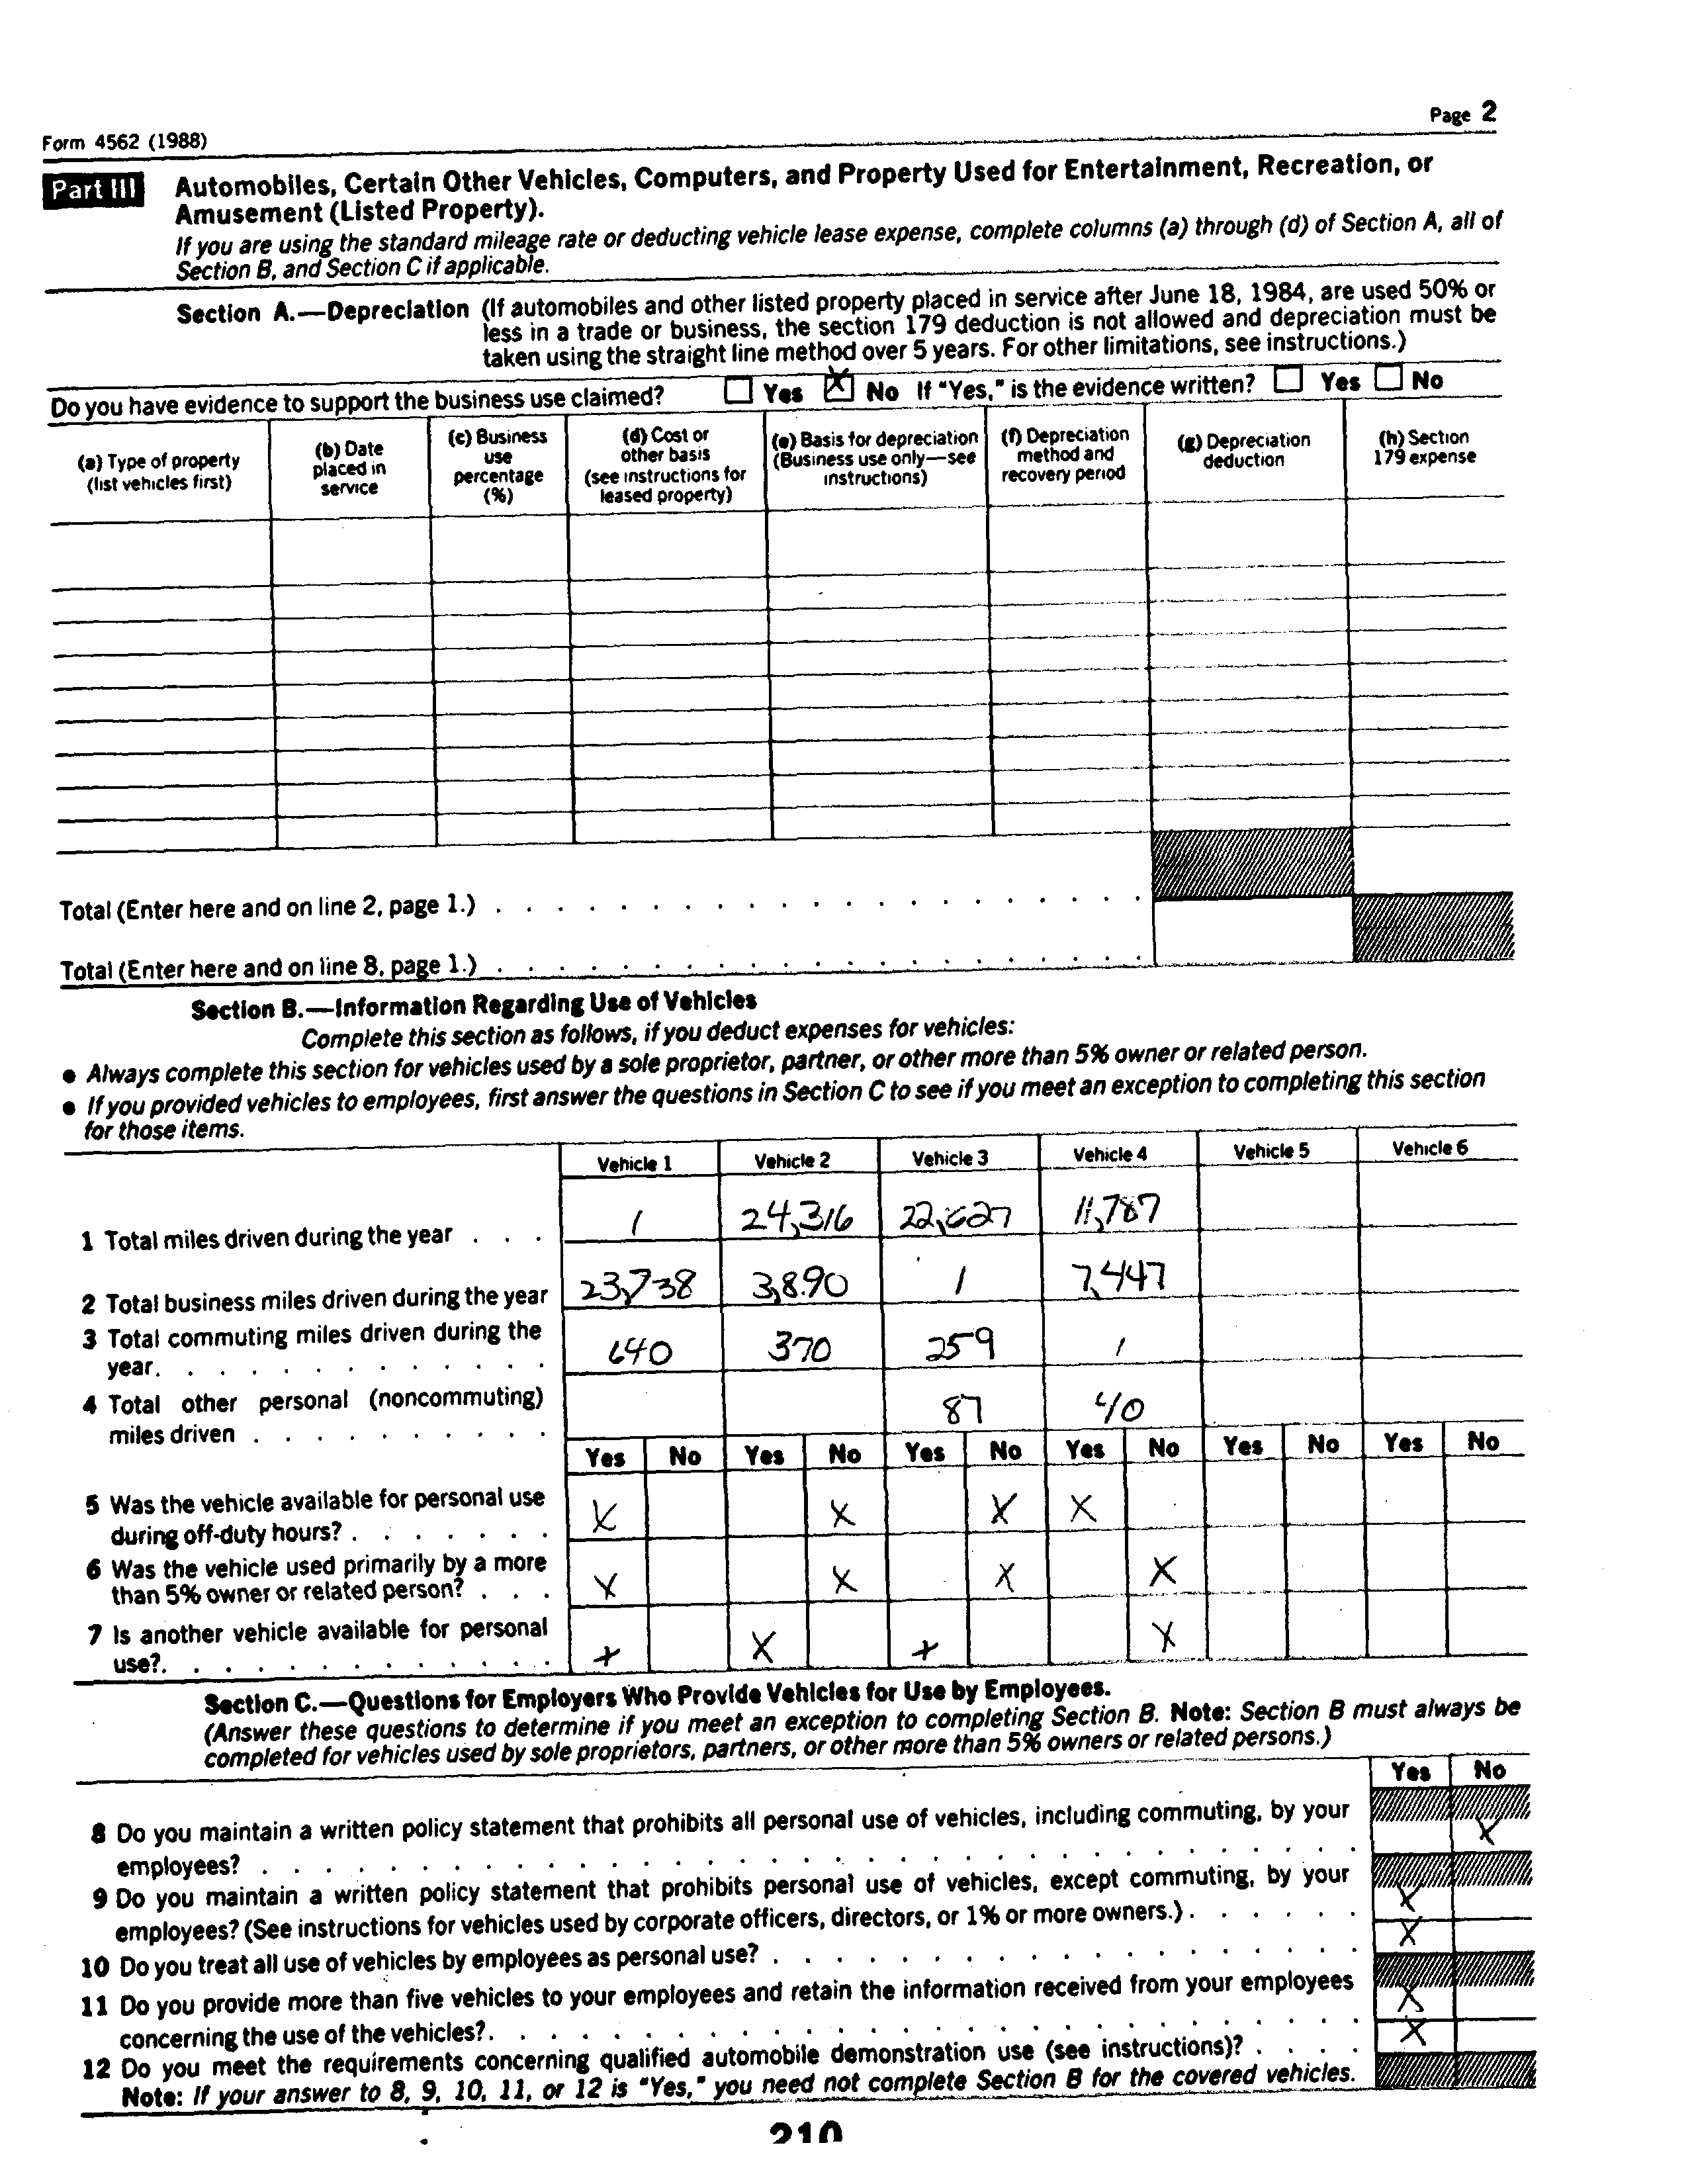 Form 4562 (1988)
Page 2
Part III Automobiles, Certain Other Vehicles, Computers, and Property Used for Entertainment, Recreation, or
Amusement (Listed Property).
If you are using the standard mileage rate or deducting vehicle lease expense, complete columns (a) through (d) of Section A, all of
Section B, and Section C if applicable.
Section A.—Depreciation (If automobiles and other listed property placed in service after June 18, 1984, are used 50% or
less in a trade or business, the section 179 deduction is not allowed and depreciation must be
taken using the straight line method over 5 years. For other limitations, see instructions.)
Do you have evidence to support the business use claimed? Yes X No If "Yes," is the evidence written? Yes No
(a) Type of property
(list vehicles first)
(b) Date
placed in
service
(c) Business
use
percentage
(%)
(d) Cost or
other basis
(see instructions for
leased property)
(e) Basis for depreciation
(Business use only—see
instructions)
(f) Depreciation
method and
recovery period
(g) Depreciation
deduction
(h) Section
179 expense
Total (Enter here and on line 2, page 1.) . . . . . . . . . . . . . . . . . . . . .
Total (Enter here and on line 8, page 1.) . . . . . . . . . . . . . . . . . . . . .
Section B.—Information Regarding Use of Vehicles
Complete this section as follows, if you deduct expenses for vehicles:
● Always complete this section for vehicles used by a sole proprietor, partner, or other more than 5% owner or related person.
● If you provided vehicles to employees, first answer the questions in Section C to see if you meet an exception to completing this section
for those items.
Vehicle 1 Vehicle 2 Vehicle 3 Vehicle 4 Vehicle 5 Vehicle 6
1 Total miles driven during the year . . . 1 24,316 22,627 11,787
2 Total business miles driven during the year 23,738 3,890 1 7,447
3 Total commuting miles driven during the
year. . . . . . . . . . . . . . 640 370 259 1
4 Total other personal (noncommuting)
miles driven . . . . . . . . . . 87 40
Yes No Yes No Yes No Yes No Yes No Yes No
5 Was the vehicle available for personal use
during off-duty hours? . . . . . . . X X X X
6 Was the vehicle used primarily by a more
than 5% owner or related person? . . . X X X X
7 Is another vehicle available for personal
use?. . . . . . . . . . . . . X X X X
Section C.—Questions for Employers Who Provide Vehicles for Use by Employees.
(Answer these questions to determine if you meet an exception to completing Section B. Note: Section B must always be
completed for vehicles used by sole proprietors, partners, or other more than 5% owners or related persons.)
Yes No
8 Do you maintain a written policy statement that prohibits all personal use of vehicles, including commuting, by your
employees? . . . . . . . . . . . . . . . . . . . . . . . . . . . . . . . . . . . X
9 Do you maintain a written policy statement that prohibits personal use of vehicles, except commuting, by your
employees? (See instructions for vehicles used by corporate officers, directors, or 1% or more owners.) . . . . . . X
10 Do you treat all use of vehicles by employees as personal use? . . . . . . . . . . . . . . . . . . . X
11 Do you provide more than five vehicles to your employees and retain the information received from your employees
concerning the use of the vehicles?. . . . . . . . . . . . . . . . . . . . . . . . . . . . X
12 Do you meet the requirements concerning qualified automobile demonstration use (see instructions)? . . . . X
Note: If your answer to 8, 9, 10, 11, or 12 is "Yes," you need not complete Section B for the covered vehicles.
210